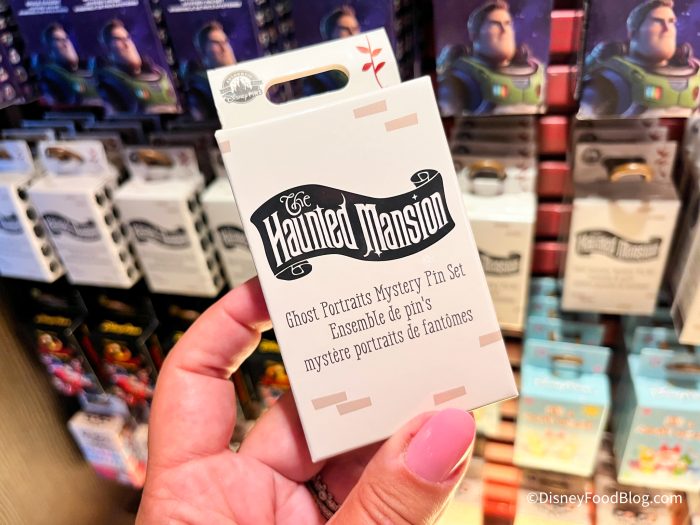 The
Haunted Mansion
Ghost Portraits Mystery Pin Set
Ensemble de pin's
mystère portraits de fantômes
©DisneyFoodBlog.com